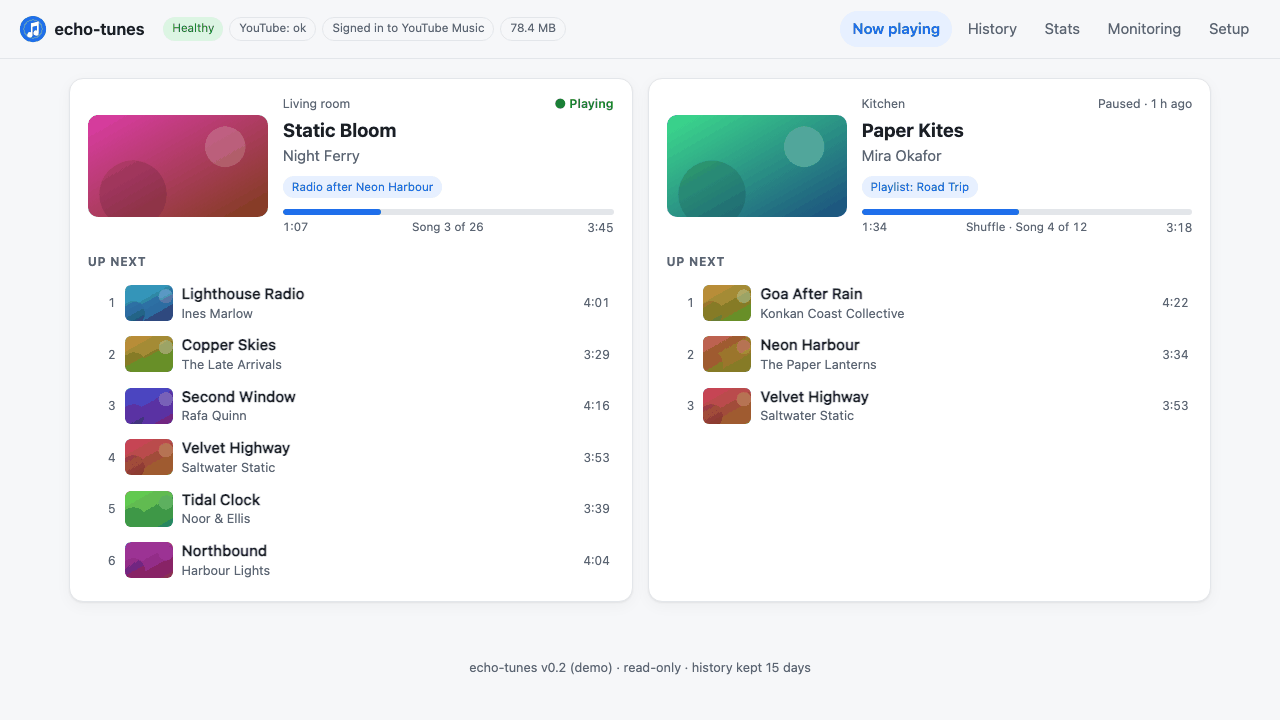 echo-tunes
Healthy
YouTube: ok
Signed in to YouTube Music
78.4 MB
Now playing
History
Stats
Monitoring
Setup
Living room
Playing
Static Bloom
Night Ferry
Radio after Neon Harbour
1:07
Song 3 of 26
3:45
UP NEXT
1
Lighthouse Radio
Ines Marlow
4:01
2
Copper Skies
The Late Arrivals
3:29
3
Second Window
Rafa Quinn
4:16
4
Velvet Highway
Saltwater Static
3:53
5
Tidal Clock
Noor & Ellis
3:39
6
Northbound
Harbour Lights
4:04
Kitchen
Paused · 1 h ago
Paper Kites
Mira Okafor
Playlist: Road Trip
1:34
Shuffle · Song 4 of 12
3:18
UP NEXT
1
Goa After Rain
Konkan Coast Collective
4:22
2
Neon Harbour
The Paper Lanterns
3:34
3
Velvet Highway
Saltwater Static
3:53
echo-tunes v0.2 (demo) · read-only · history kept 15 days